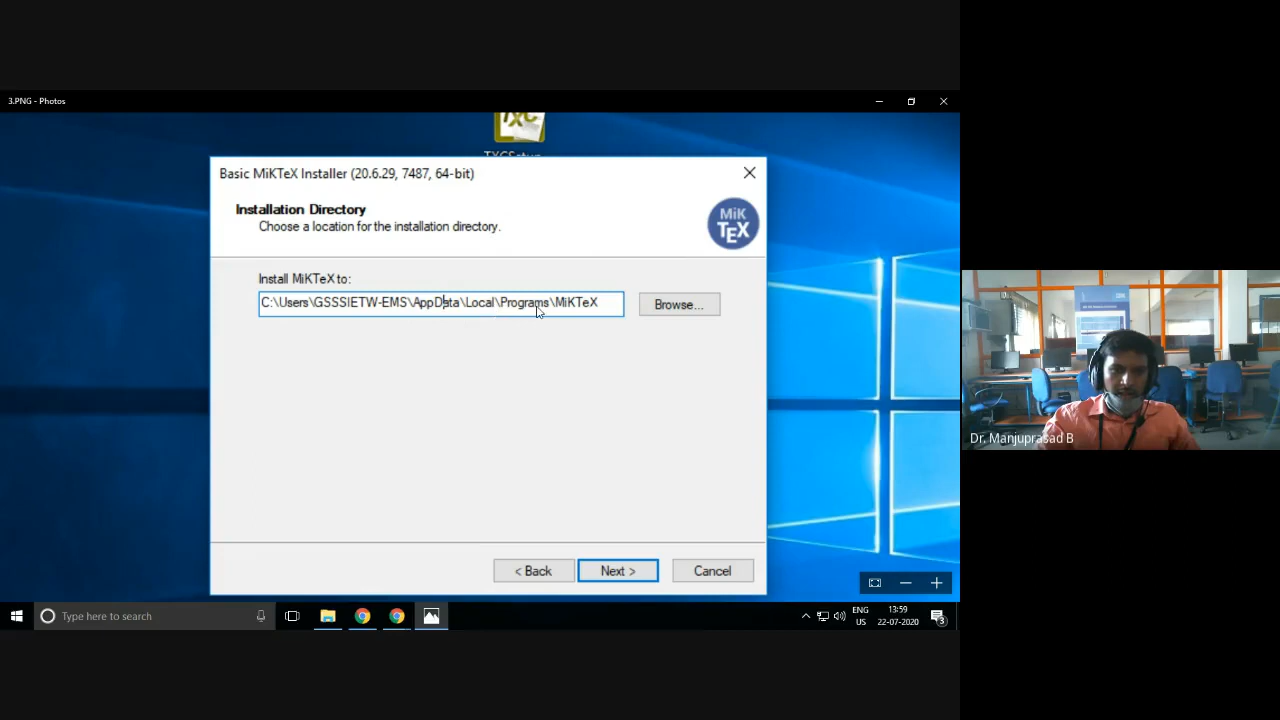 3.PNG - Photos
Basic MiKTeX Installer (20.6.29, 7487, 64-bit)
Installation Directory
Choose a location for the installation directory.
MiK
TEX
Install MiKTeX to:
C:\Users\GSSSIETW-EMS\AppData\Local\Programs\MiKTeX
Browse...
< Back
Next >
Cancel
Dr. Manjuprasad B
Type here to search
ENG
US
13:59
22-07-2020
3